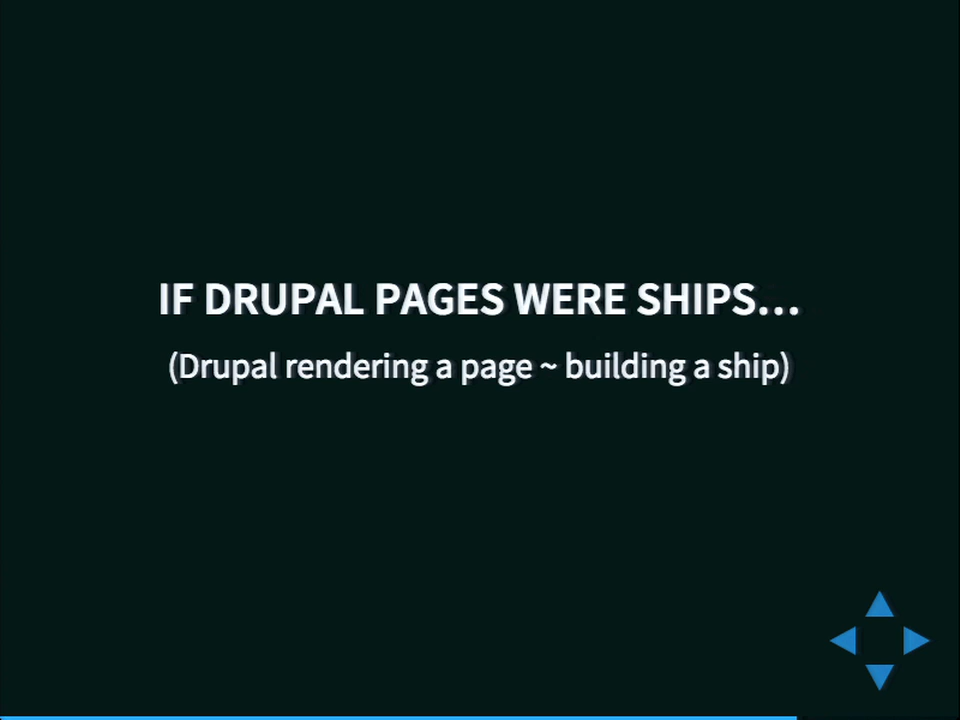 IF DRUPAL PAGES WERE SHIPS…
(Drupal rendering a page ~ building a ship)